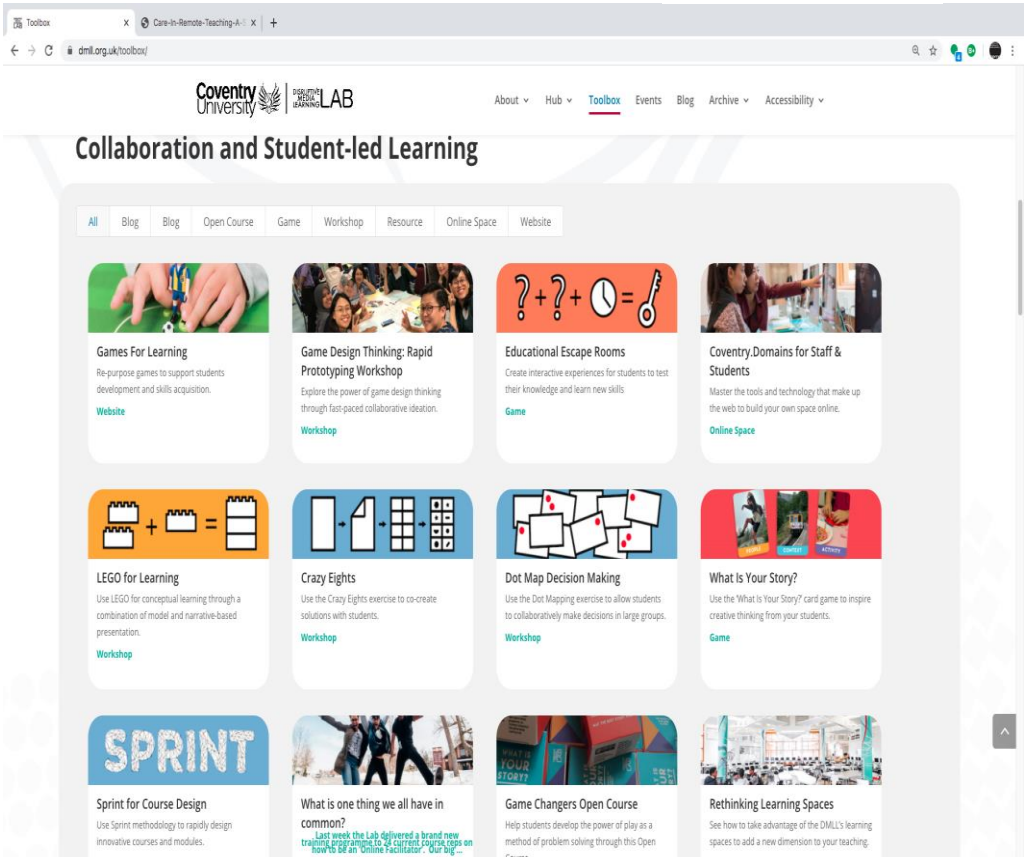 Toolbox
Care-In-Remote-Teaching-A-
dmll.org.uk/toolbox/
Coventry University
DISRUPTIVE MEDIA LEARNING LAB
About Hub Toolbox Events Blog Archive Accessibility
Collaboration and Student-led Learning
All Blog Blog Open Course Game Workshop Resource Online Space Website
Games For Learning
Re-purpose games to support students
development and skills acquisition.
Website
Game Design Thinking: Rapid
Prototyping Workshop
Explore the power of game design thinking
through fast-paced collaborative ideation.
Workshop
? + ? + =
Educational Escape Rooms
Create interactive experiences for students to test
their knowledge and learn new skills
Game
Coventry.Domains for Staff &
Students
Master the tools and technology that make up
the web to build your own space online.
Online Space
+ =
LEGO for Learning
Use LEGO for conceptual learning through a
combination of model and narrative-based
presentation.
Workshop
Crazy Eights
Use the Crazy Eights exercise to co-create
solutions with students.
Workshop
Dot Map Decision Making
Use the Dot Mapping exercise to allow students
to collaboratively make decisions in large groups.
Workshop
PEOPLE CONTEXT ACTIVITY
What Is Your Story?
Use the 'What Is Your Story?' card game to inspire
creative thinking from your students.
Game
SPRINT
Sprint for Course Design
Use Sprint methodology to rapidly design
innovative courses and modules.
What is one thing we all have in
common?
Last week the Lab delivered a brand new
training programme to 24 current course reps on
how to be an 'Online Facilitator'. Our big...
WHAT IS
YOUR
STORY?
Game Changers Open Course
Help students develop the power of play as a
method of problem solving through this Open
Course.
Rethinking Learning Spaces
See how to take advantage of the DMLL's learning
spaces to add a new dimension to your teaching.